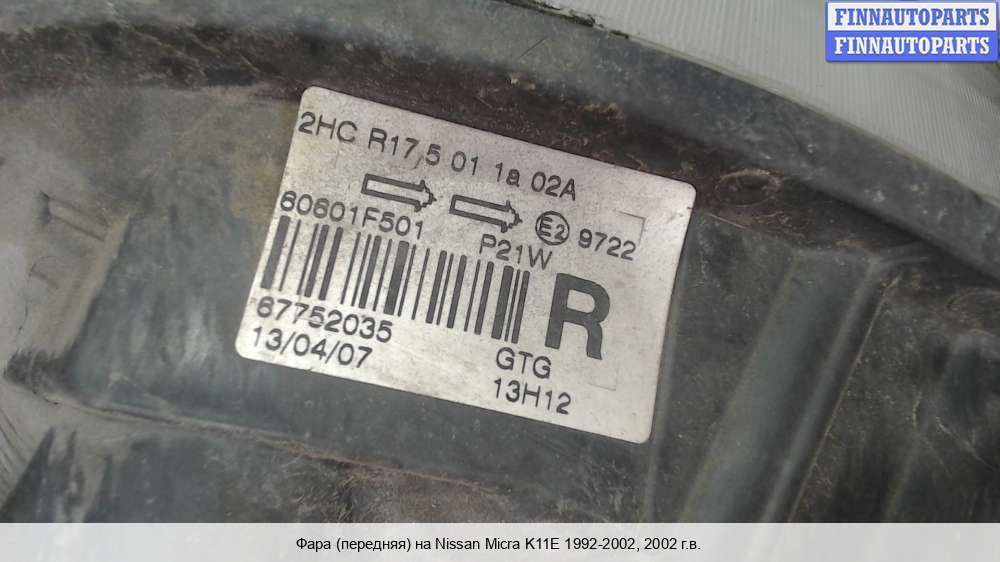 FINNAUTOPARTS
FINNAUTOPARTS
2HC R17,5 01 1a 02A
E2 9722
60601F501 P21W
R
67752035
13/04/07
GTG
13H12
Фара (передняя) на Nissan Micra K11E 1992-2002, 2002 г.в.